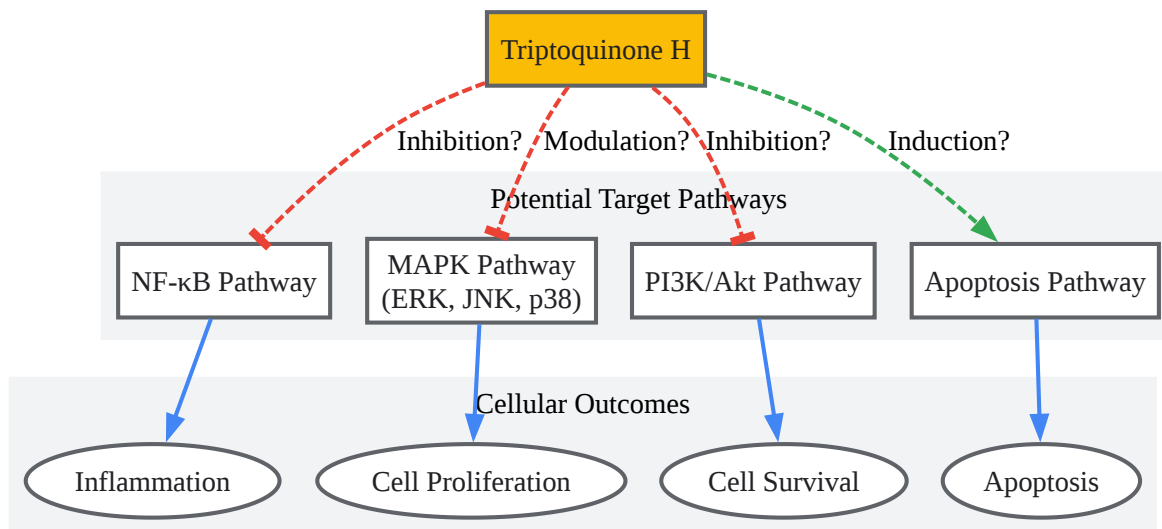 Triptoquinone H
Inhibition? Modulation? Inhibition? Induction?
Potential Target Pathways
NF-κB Pathway
MAPK Pathway
(ERK, JNK, p38)
PI3K/Akt Pathway
Apoptosis Pathway
Cellular Outcomes
Inflammation
Cell Proliferation
Cell Survival
Apoptosis